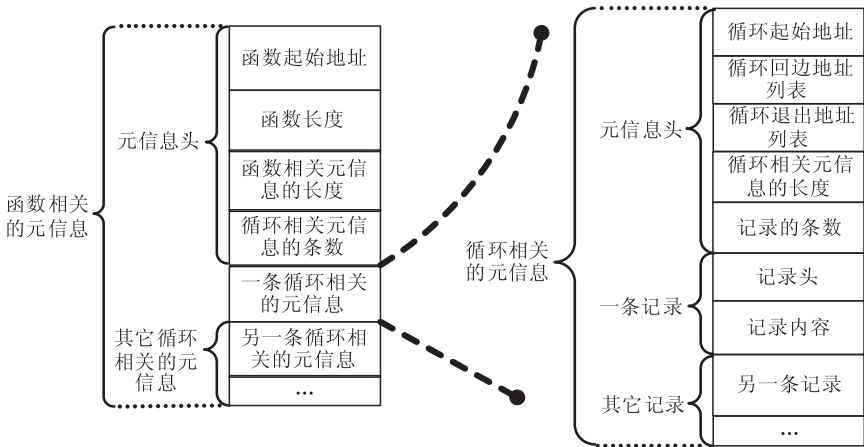 函数相关
的元信息
元信息头
函数起始地址
函数长度
函数相关元信
息的长度
循环相关元信
息的条数
一条循环相关
的元信息
其它循环
相关的元
信息
另一条循环相
关的元信息
…
循环相关
的元信息
元信息头
循环起始地址
循环回边地址
列表
循环退出地址
列表
循环相关元信
息的长度
记录的条数
一条记录
记录头
记录内容
其它记录
另一条记录
…